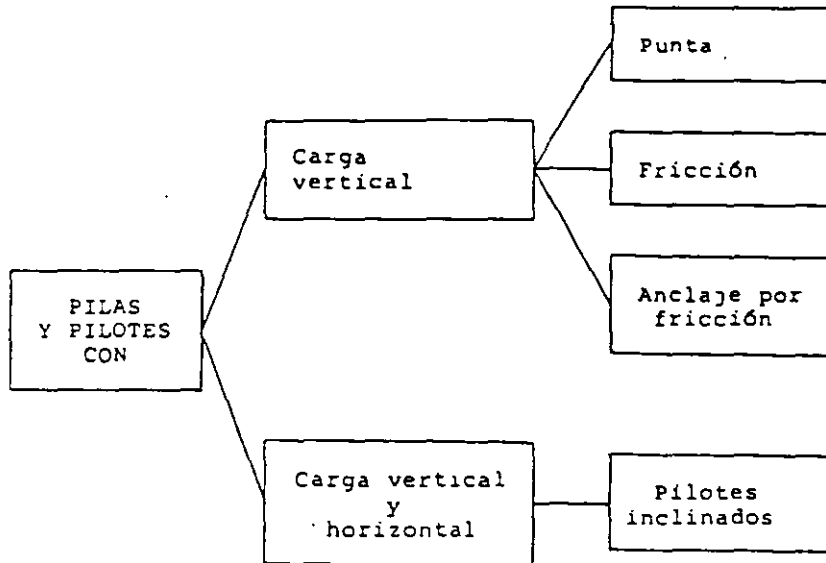 Punta
Carga
vertical
Fricción
Anclaje por
fricción
PILAS
Y PILOTES
CON
Carga vertical
y
horizontal
Pilotes
inclinados